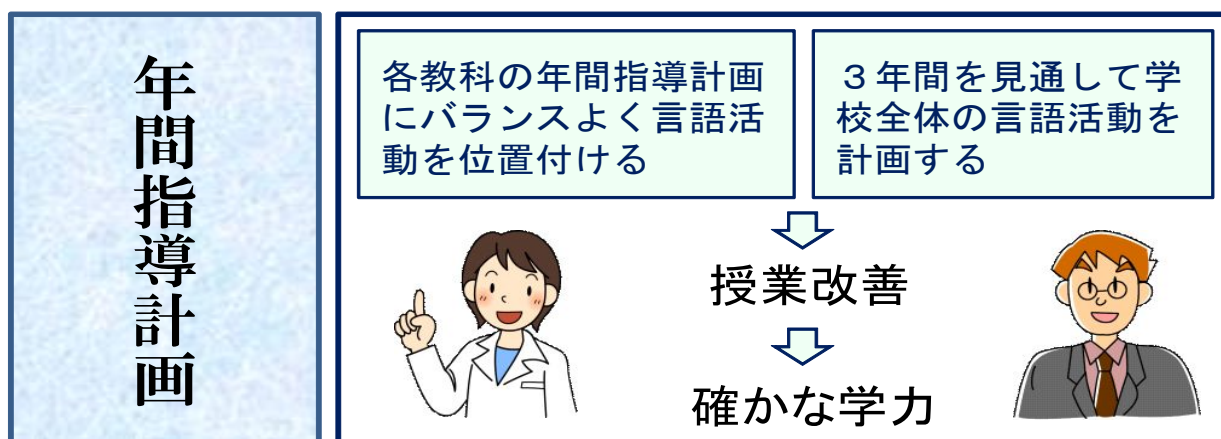 年間指導計画
各教科の年間指導計画
にバランスよく言語活
動を位置付ける
３年間を見通して学
校全体の言語活動を
計画する
授業改善
確かな学力